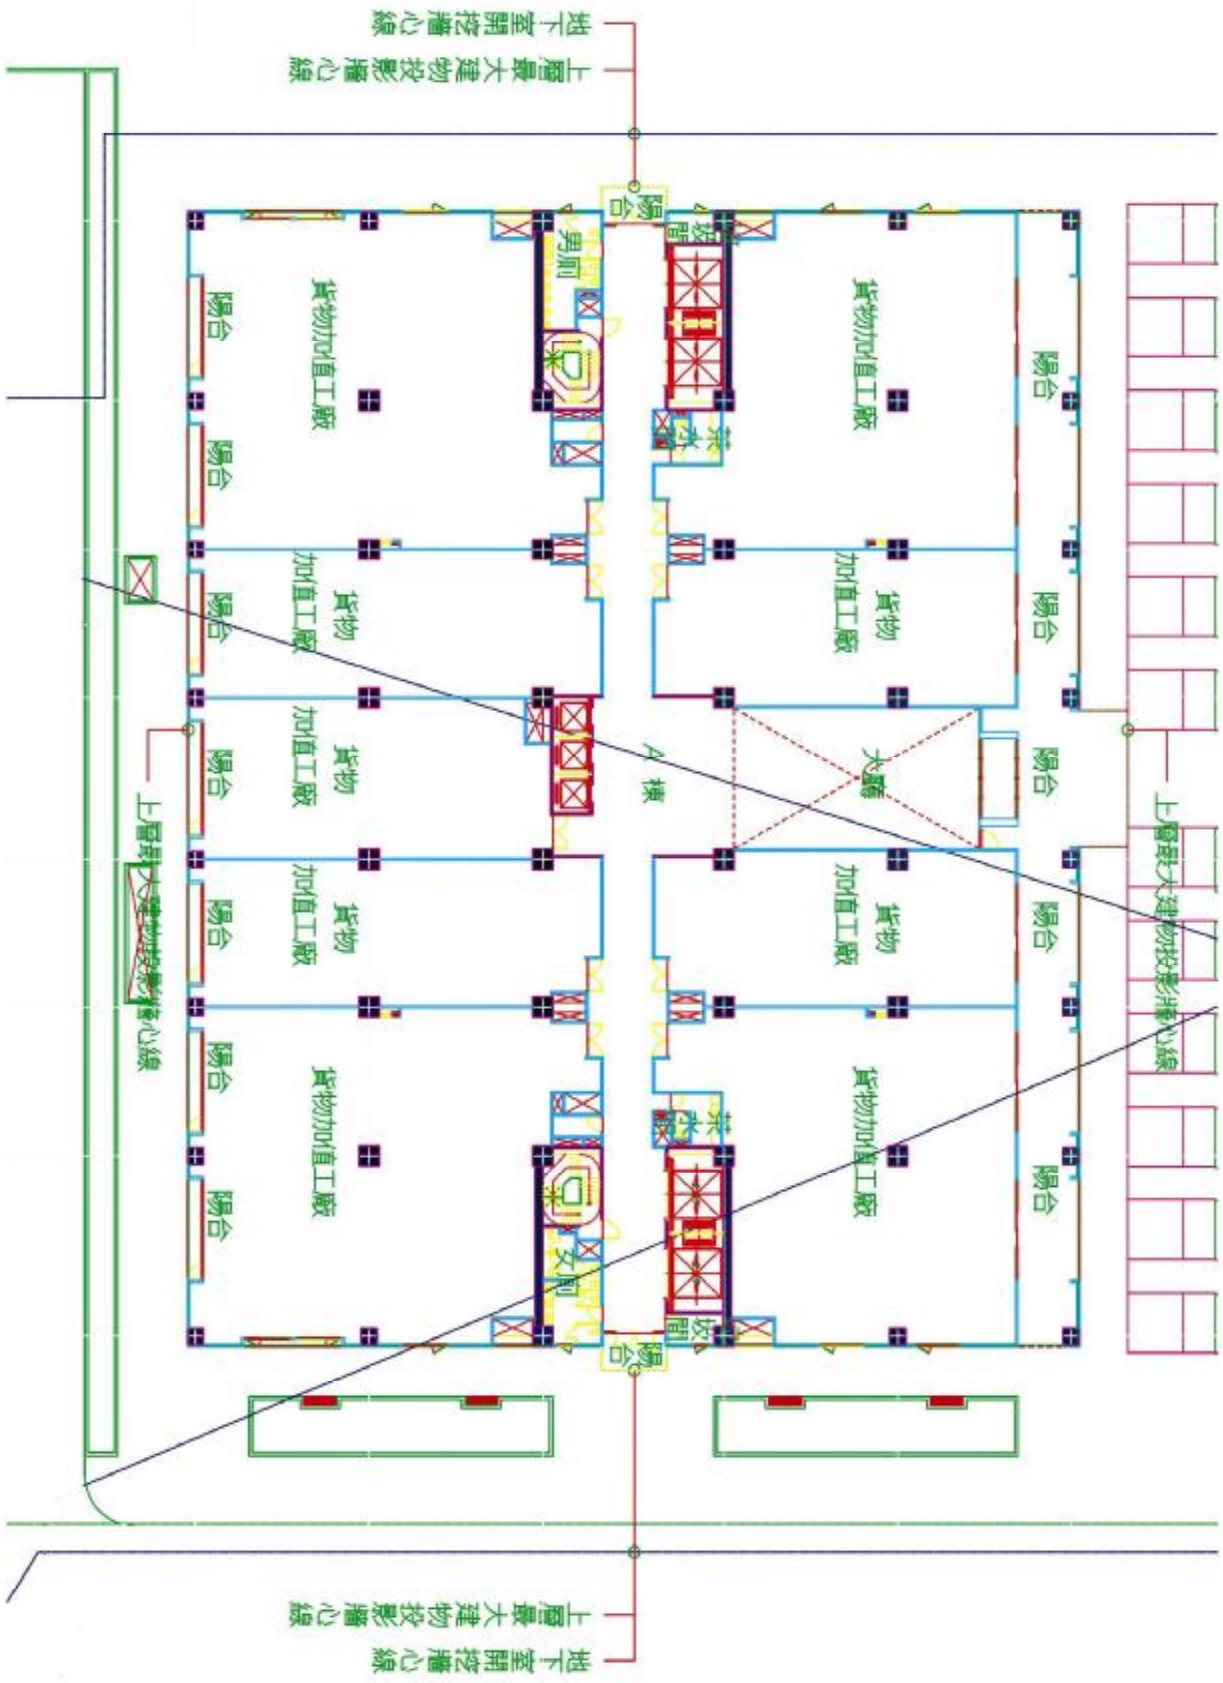 地下室開挖牆心線
上層最大建物投影牆心線
陽台
男廁
貨物加值工廠
貨物加值工廠
陽台
陽台
陽台
茶水
陽台
貨物
加值工廠
貨物
加值工廠
陽台
陽台
貨物
加值工廠
A 棟
大廳
陽台
陽台
上層最大建物投影牆心線
上層最大建物投影牆心線
貨物
加值工廠
貨物
加值工廠
陽台
陽台
貨物加值工廠
貨物加值工廠
陽台
茶水
陽台
陽台
女廁
陽台
上層最大建物投影牆心線
地下室開挖牆心線